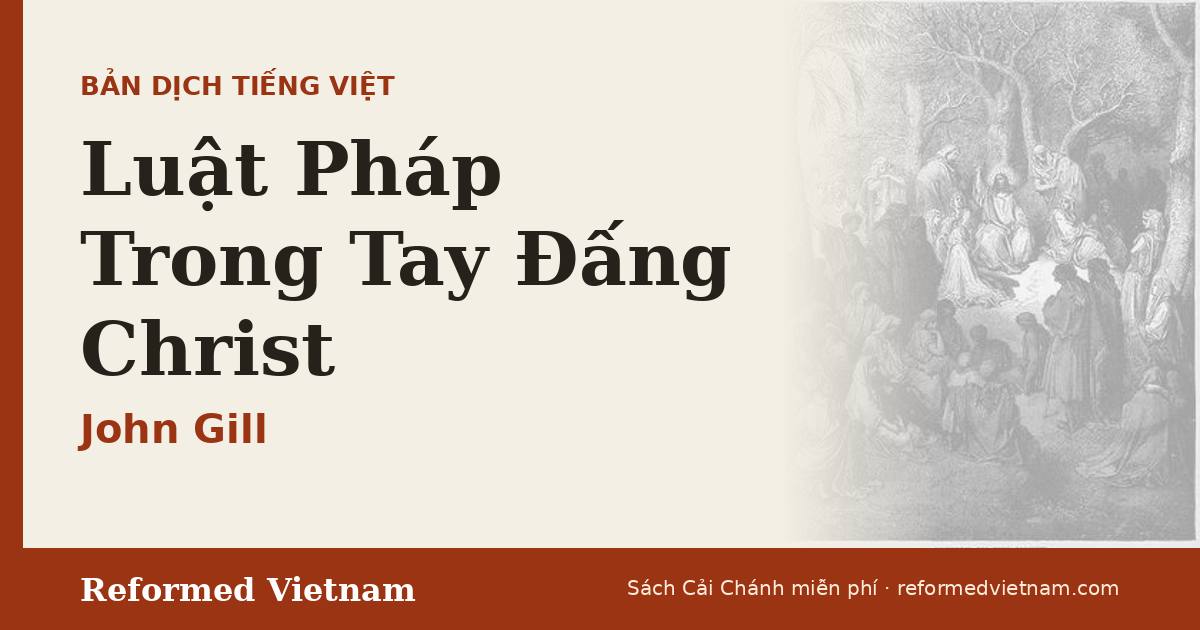 BẢN DỊCH TIẾNG VIỆT
Luật Pháp
Trong Tay Đấng
Christ
John Gill
Reformed Vietnam
Sách Cải Chánh miễn phí · reformedvietnam.com